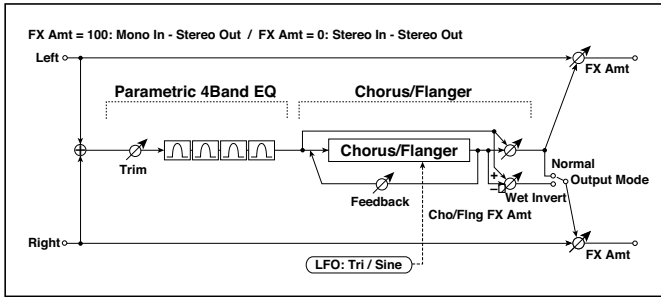 FX Amt = 100: Mono In - Stereo Out / FX Amt = 0: Stereo In - Stereo Out
Left
FX Amt
Parametric 4Band EQ
Chorus/Flanger
Chorus/Flanger
Trim
Normal
+
Output Mode
−
Feedback
Wet Invert
Cho/Flng FX Amt
Right
FX Amt
LFO: Tri / Sine